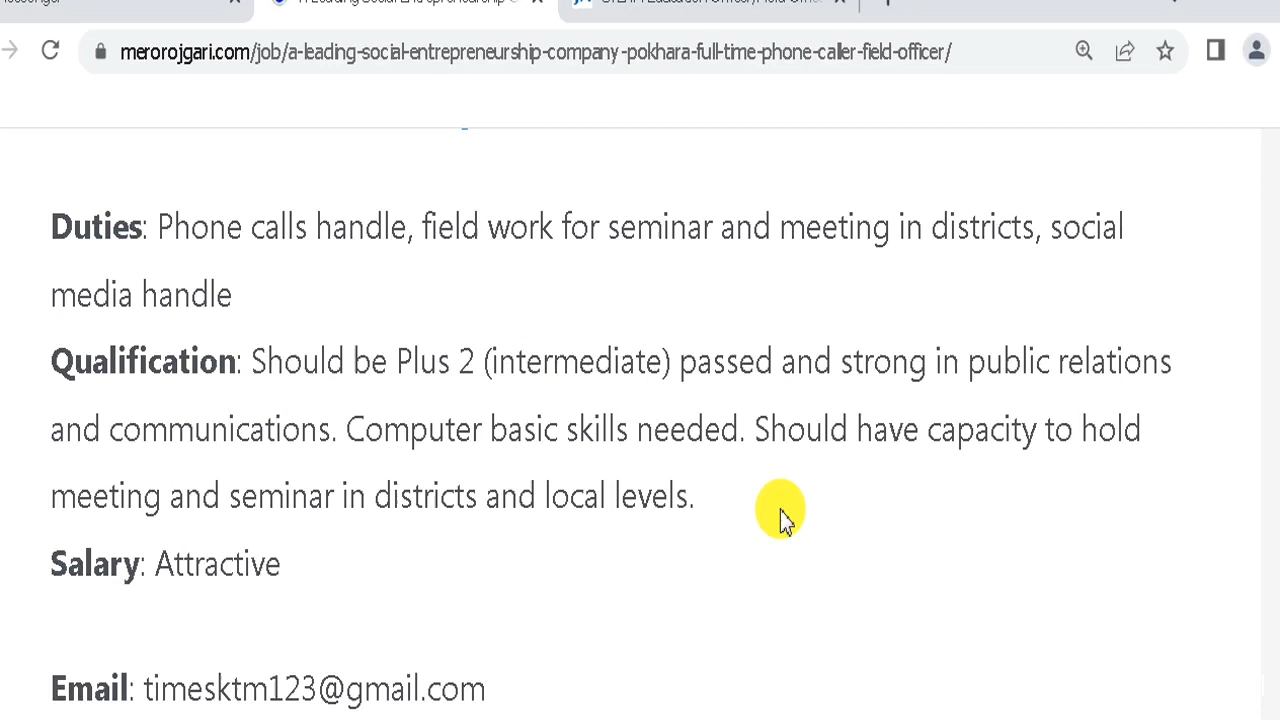 merorojgari.com/job/a-leading-social-entrepreneurship-company-pokhara-full-time-phone-caller-field-officer/
Duties: Phone calls handle, field work for seminar and meeting in districts, social
media handle
Qualification: Should be Plus 2 (intermediate) passed and strong in public relations
and communications. Computer basic skills needed. Should have capacity to hold
meeting and seminar in districts and local levels.
Salary: Attractive
Email: timesktm123@gmail.com